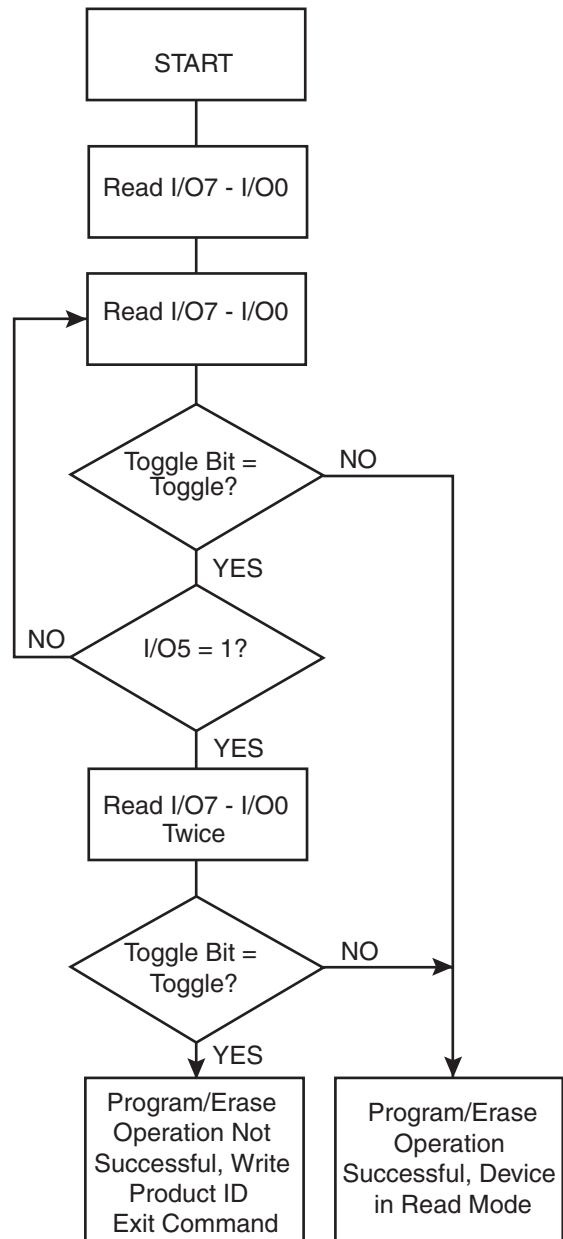 START
Read I/O7 - I/O0
Read I/O7 - I/O0
Toggle Bit =
Toggle?
NO
YES
I/O5 = 1?
NO
YES
Read I/O7 - I/O0
Twice
Toggle Bit =
Toggle?
NO
YES
Program/Erase
Operation Not
Successful, Write
Product ID
Exit Command
Program/Erase
Operation
Successful, Device
in Read Mode